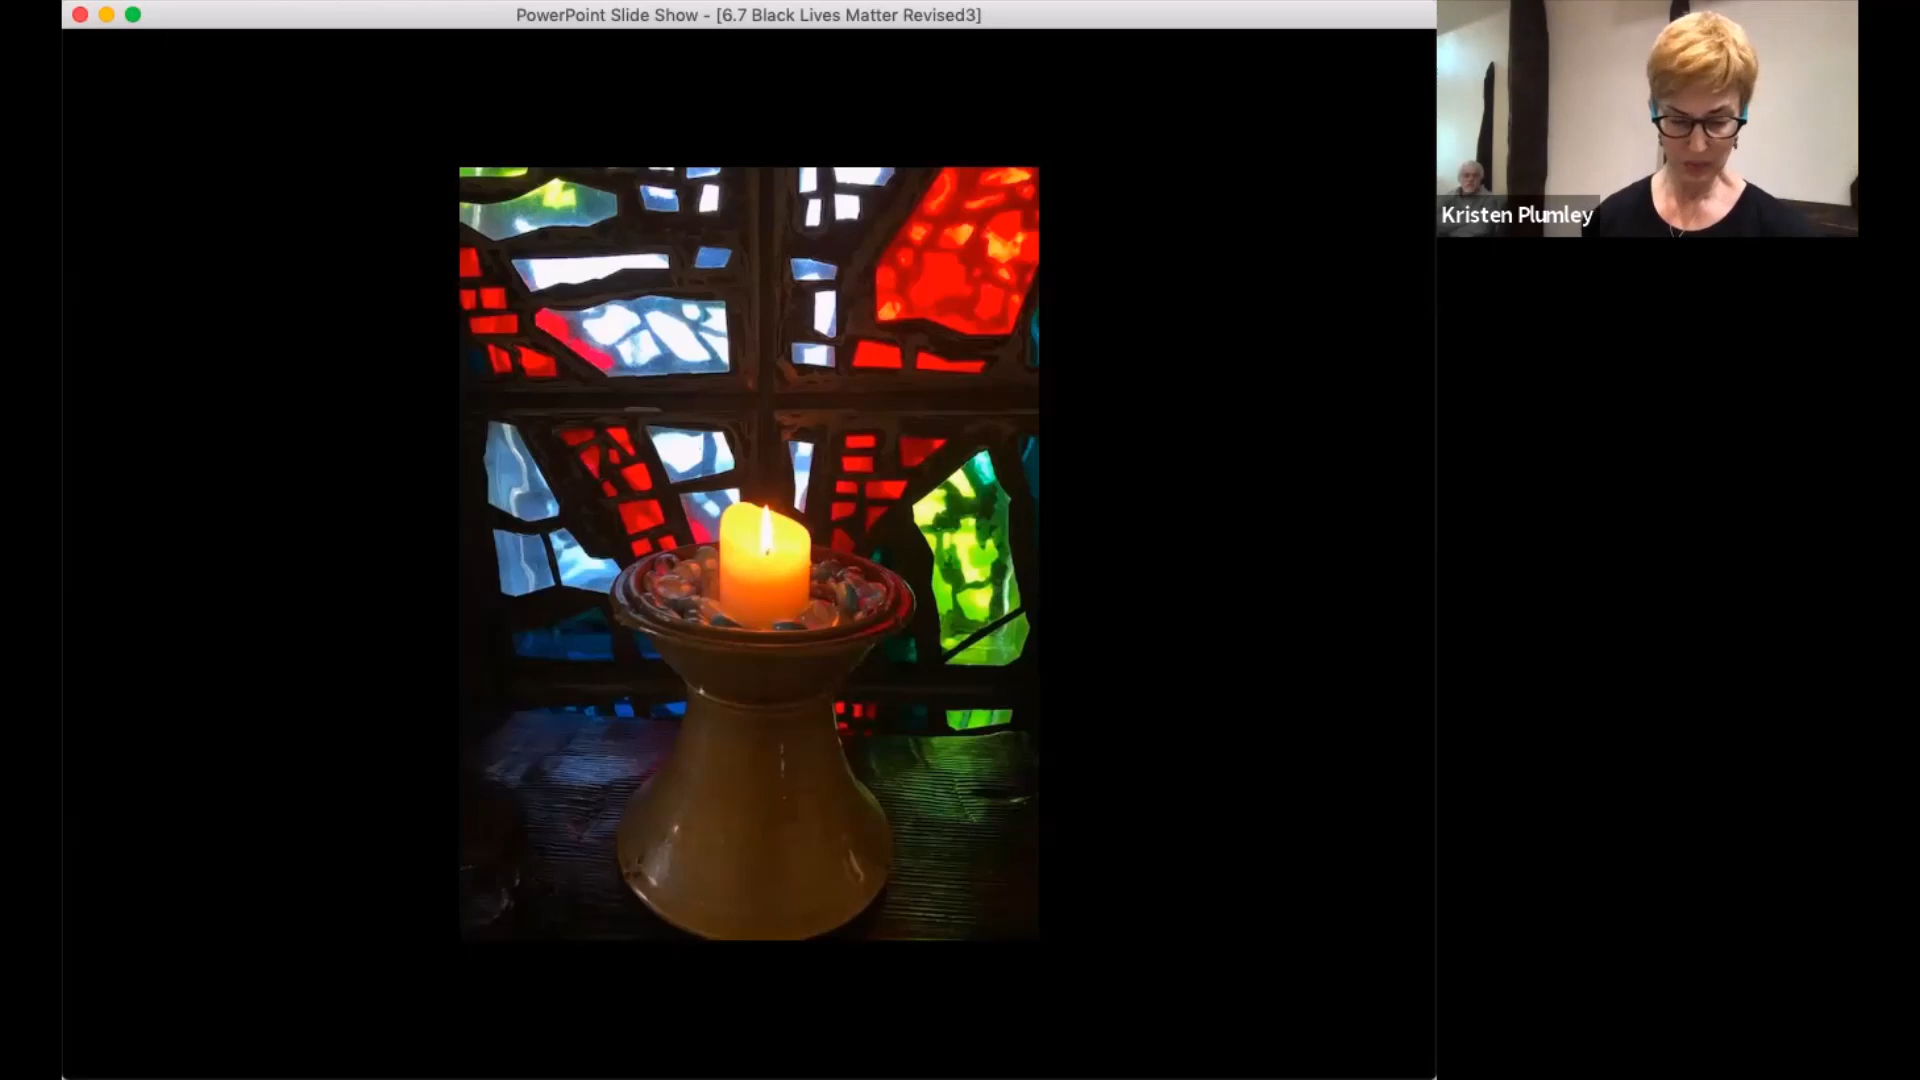 PowerPoint Slide Show - [6.7 Black Lives Matter Revised3]
Kristen Plumley